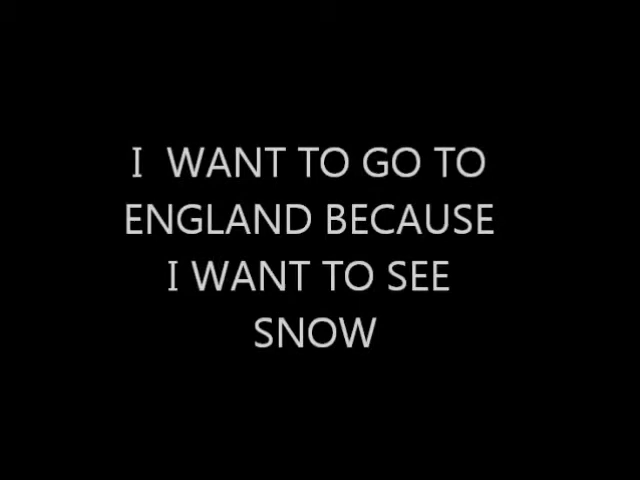 I  WANT TO GO TO
ENGLAND BECAUSE
I WANT TO SEE
SNOW